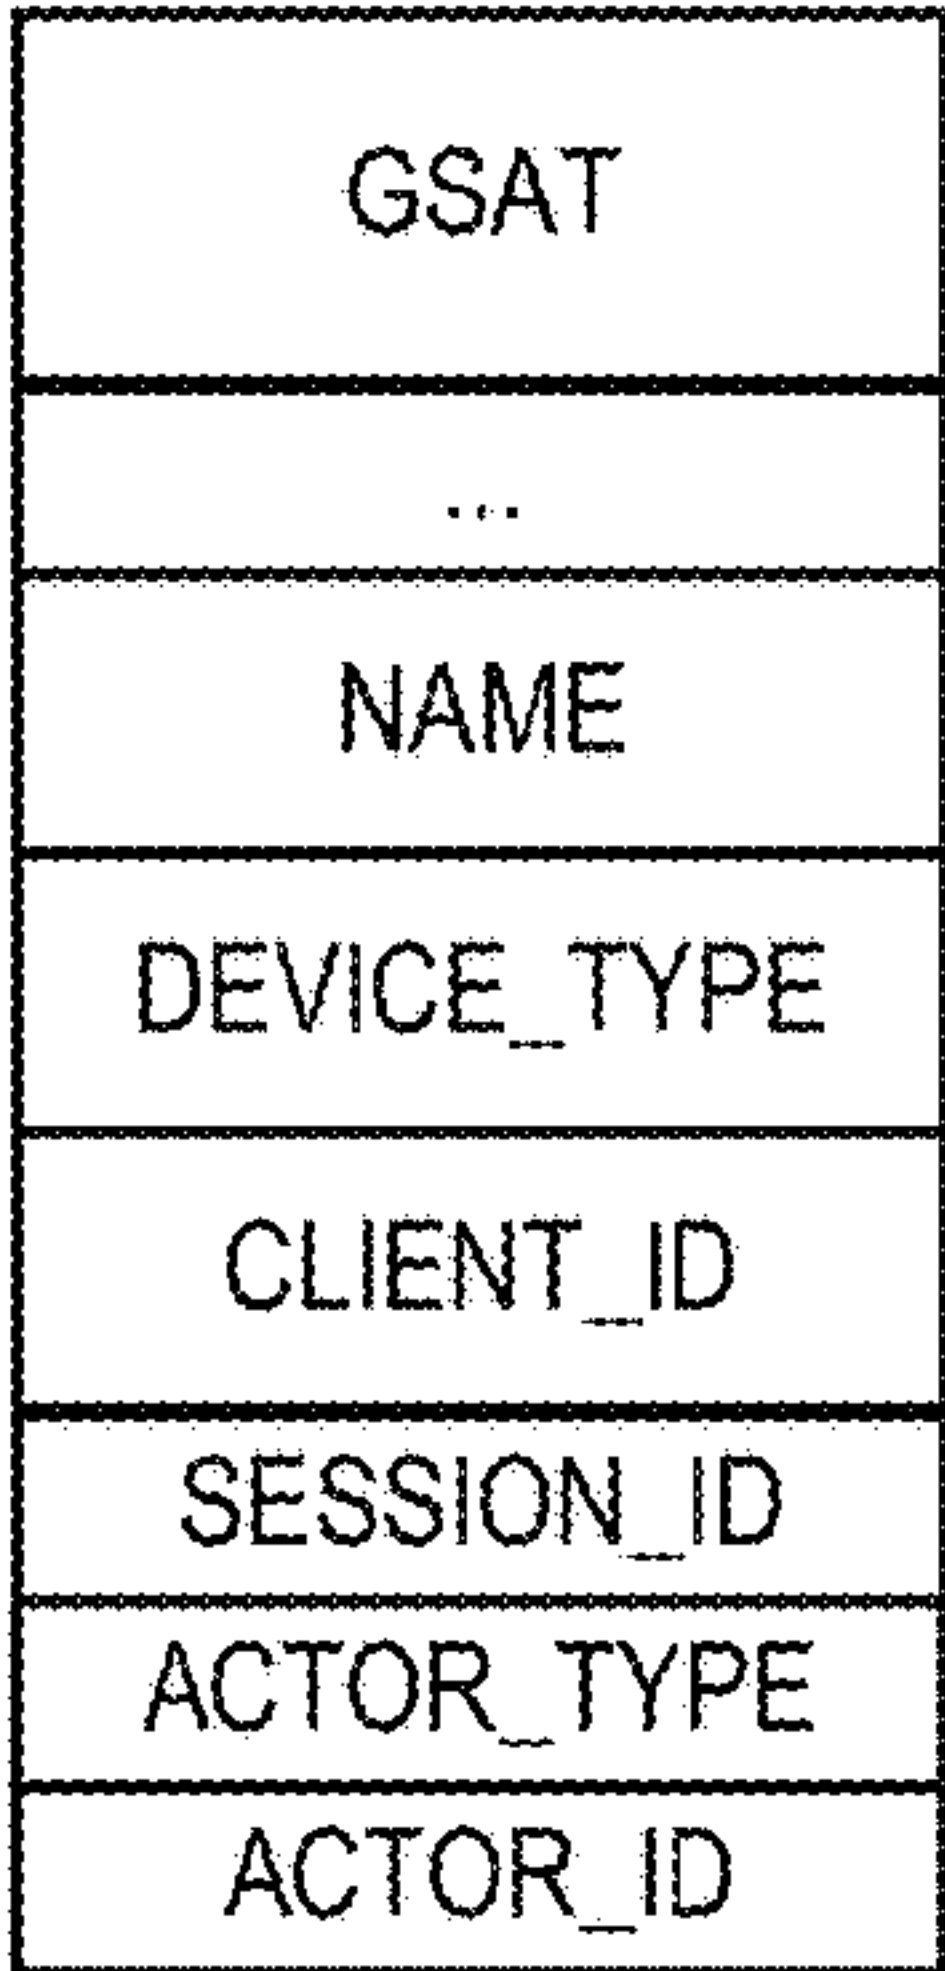 GSAT
...
NAME
DEVICE_TYPE
CLIENT_ID
SESSION_ID
ACTOR_TYPE
ACTOR_ID